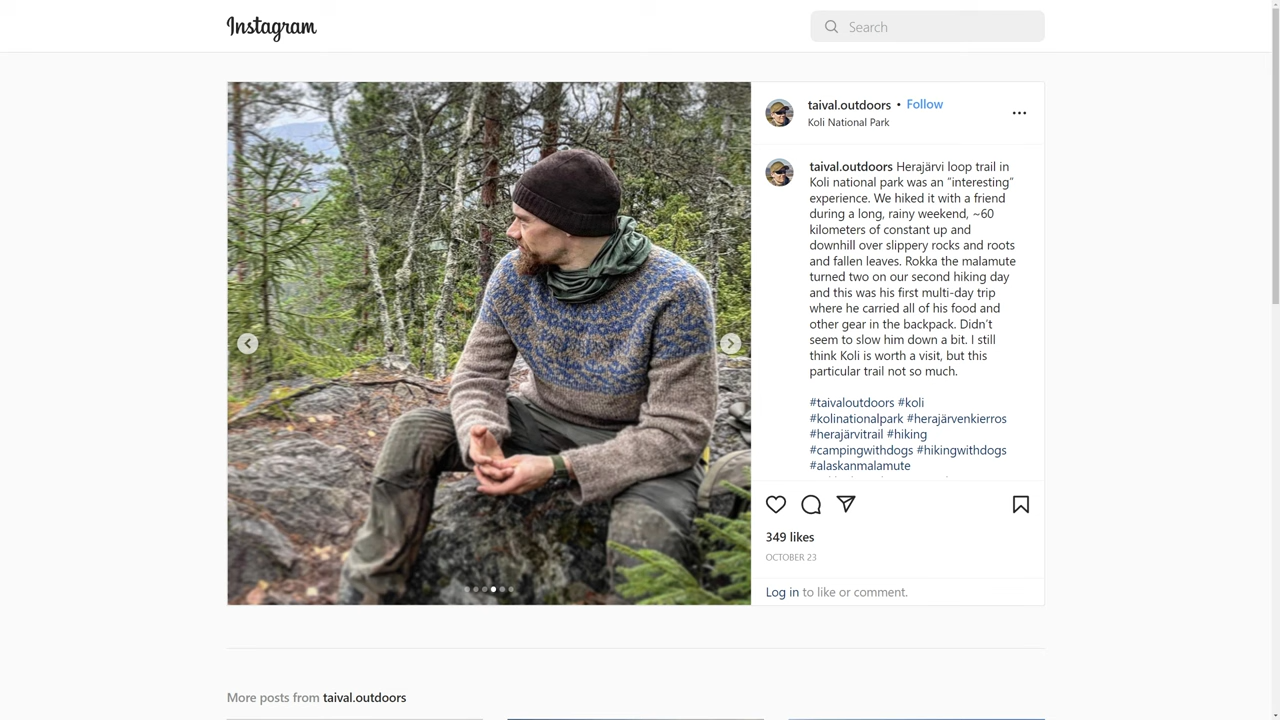 Instagram
Search
taival.outdoors • Follow
Koli National Park
taival.outdoors Herajärvi loop trail in
Koli national park was an "interesting"
experience. We hiked it with a friend
during a long, rainy weekend, ~60
kilometers of constant up and
downhill over slippery rocks and roots
and fallen leaves. Rokka the malamute
turned two on our second hiking day
and this was his first multi-day trip
where he carried all of his food and
other gear in the backpack. Didn't
seem to slow him down a bit. I still
think Koli is worth a visit, but this
particular trail not so much.
#taivaloutdoors #koli
#kolinationalpark #herajärvenkierros
#herajärvitrail #hiking
#campingwithdogs #hikingwithdogs
#alaskanmalamute
349 likes
OCTOBER 23
Log in to like or comment.
More posts from taival.outdoors